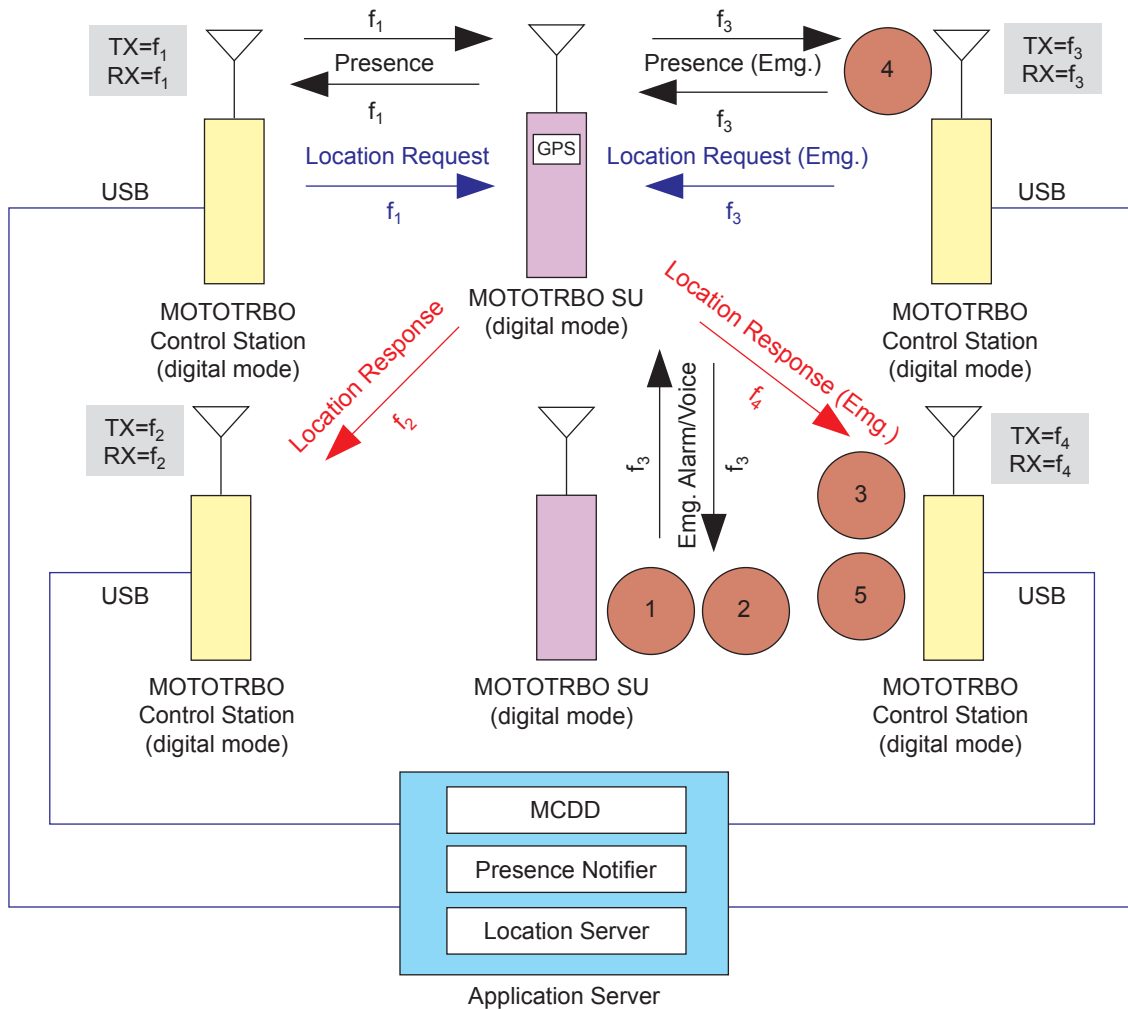 TX=f1
RX=f1
f1
Presence
f1
Location Request
f1
f3
Presence (Emg.)
f3
Location Request (Emg.)
f3
4
TX=f3
RX=f3
GPS
USB
USB
MOTOTRBO
Control Station
(digital mode)
MOTOTRBO SU
(digital mode)
MOTOTRBO
Control Station
(digital mode)
Location Response
f2
Location Response (Emg.)
f4
TX=f2
RX=f2
f3
Emg. Alarm/Voice
f3
TX=f4
RX=f4
3
5
1
2
USB
USB
MOTOTRBO
Control Station
(digital mode)
MOTOTRBO SU
(digital mode)
MOTOTRBO
Control Station
(digital mode)
MCDD
Presence Notifier
Location Server
Application Server